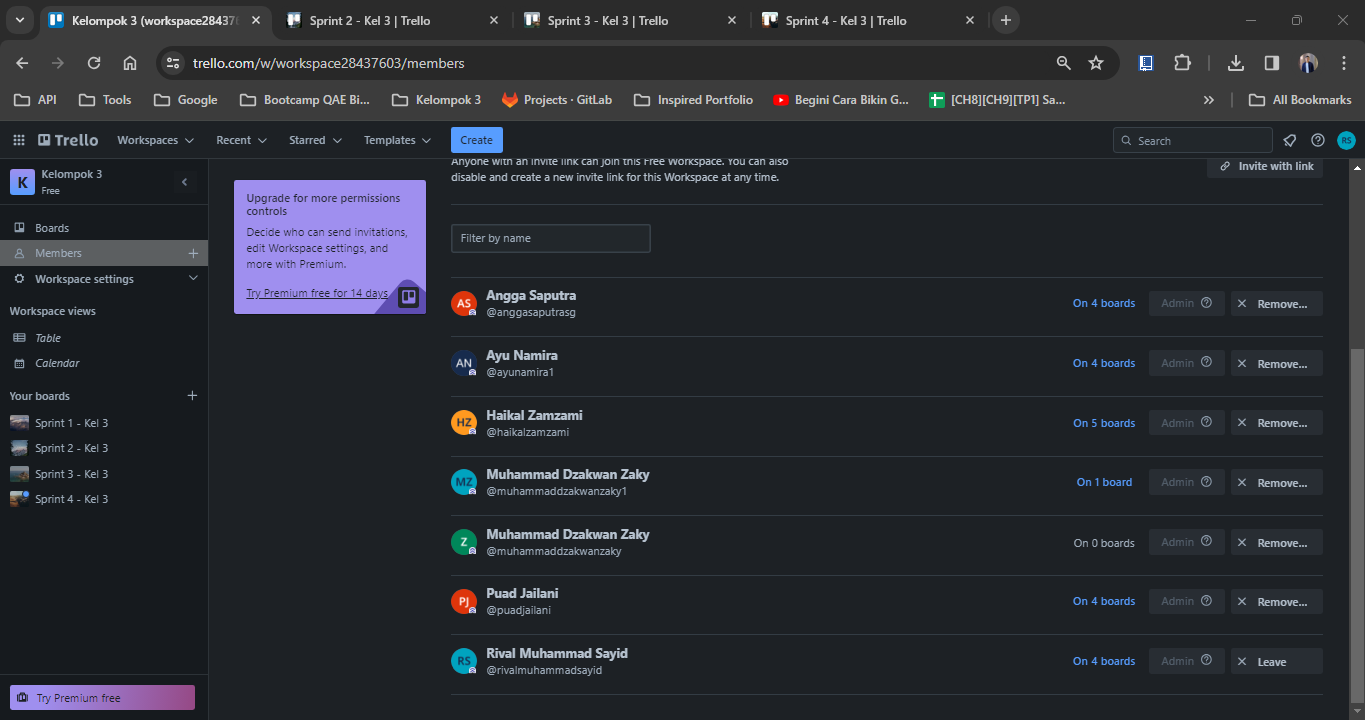 Kelompok 3 (workspace28437
Sprint 2 - Kel 3 | Trello
Sprint 3 - Kel 3 | Trello
Sprint 4 - Kel 3 | Trello
trello.com/w/workspace28437603/members
API
Tools
Google
Bootcamp QAE Bi...
Kelompok 3
Projects · GitLab
Inspired Portfolio
Begini Cara Bikin G...
[CH8][CH9][TP1] Sa...
All Bookmarks
Trello
Workspaces
Recent
Starred
Templates
Create
Search
RS
K
Kelompok 3
Free
Boards
Members
Workspace settings
Workspace views
Table
Calendar
Your boards
Sprint 1 - Kel 3
Sprint 2 - Kel 3
Sprint 3 - Kel 3
Sprint 4 - Kel 3
Try Premium free
Upgrade for more permissions
controls
Decide who can send invitations,
edit Workspace settings, and
more with Premium.
Try Premium free for 14 days
Anyone with an invite link can join this Free Workspace. You can also
disable and create a new invite link for this Workspace at any time.
Invite with link
Filter by name
AS
Angga Saputra
@anggasaputrasg
On 4 boards
Admin
Remove...
AN
Ayu Namira
@ayunamira1
On 4 boards
Admin
Remove...
HZ
Haikal Zamzami
@haikalzamzami
On 5 boards
Admin
Remove...
MZ
Muhammad Dzakwan Zaky
@muhammaddzakwanzaky1
On 1 board
Admin
Remove...
Z
Muhammad Dzakwan Zaky
@muhammaddzakwanzaky
On 0 boards
Admin
Remove...
PJ
Puad Jailani
@puadjailani
On 4 boards
Admin
Remove...
RS
Rival Muhammad Sayid
@rivalmuhammadsayid
On 4 boards
Admin
Leave